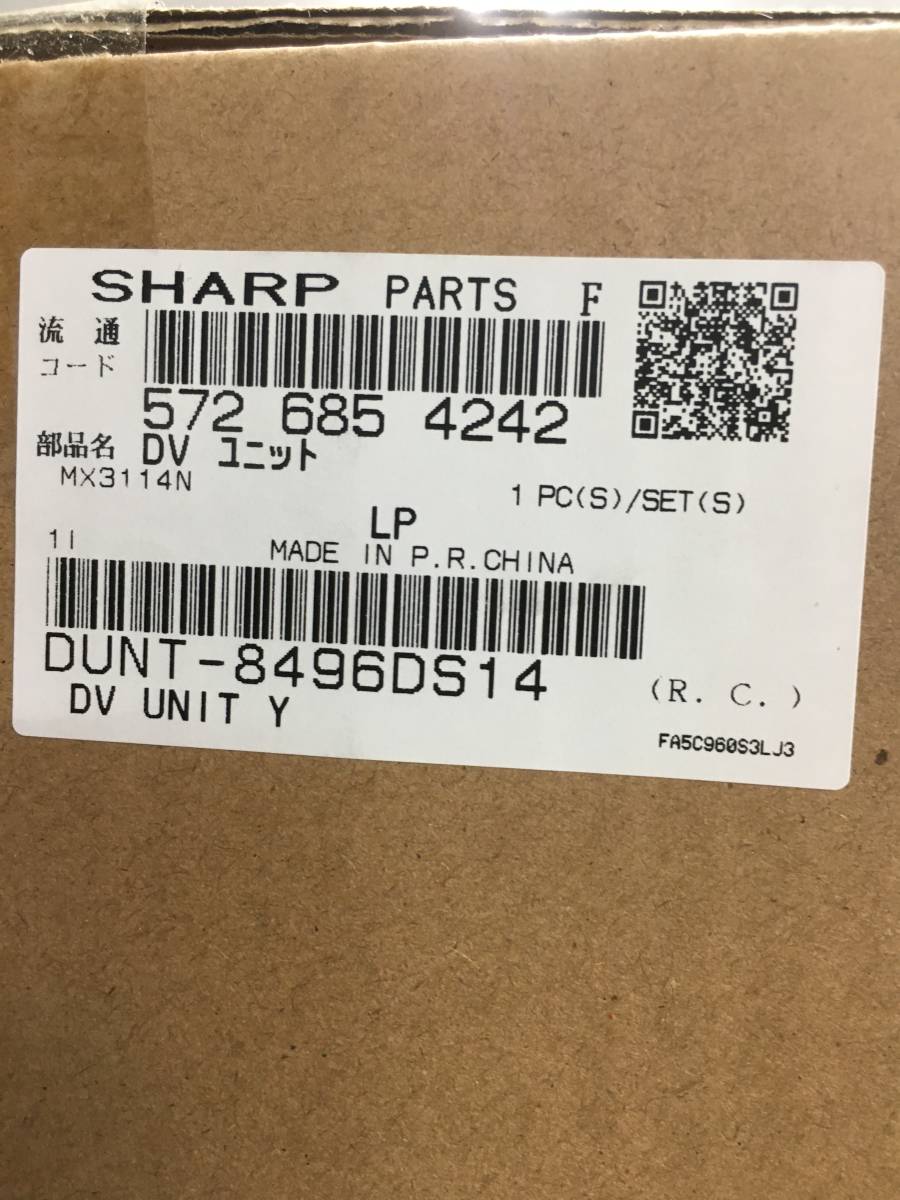 SHARP PARTS F
流通
コード
572 685 4242
部品名 DV ユニット
MX3114N
1 PC(S)/SET(S)
LP
11 MADE IN P.R.CHINA
DUNT-8496DS14
DV UNIT Y
(R. C.)
FA5C960S3LJ3